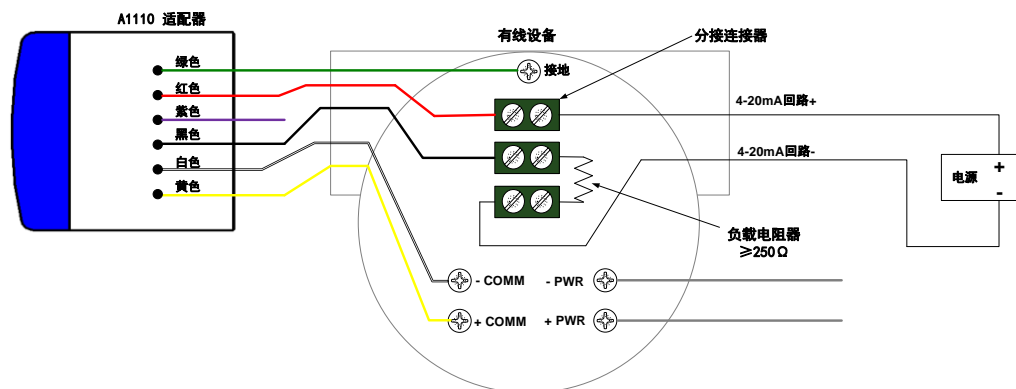 A1110 适配器
有线设备
分接连接器
绿色
接地
红色
4-20mA回路+
紫色
黑色
4-20mA回路-
白色
电源
+
-
黄色
负载电阻器
≥250Ω
- COMM
- PWR
+ COMM
+ PWR